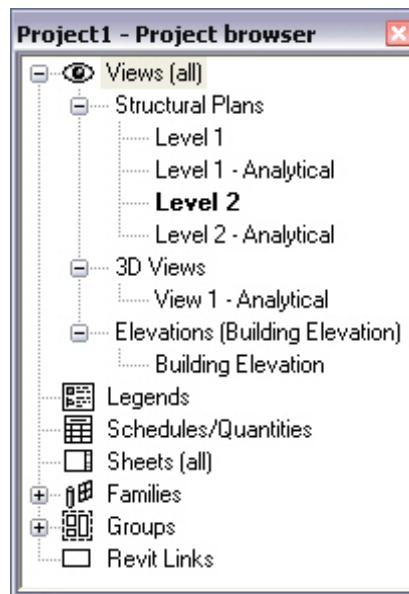 Project1 - Project browser
Views (all)
Structural Plans
Level 1
Level 1 - Analytical
Level 2
Level 2 - Analytical
3D Views
View 1 - Analytical
Elevations (Building Elevation)
Building Elevation
Legends
Schedules/Quantities
Sheets (all)
Families
Groups
Revit Links